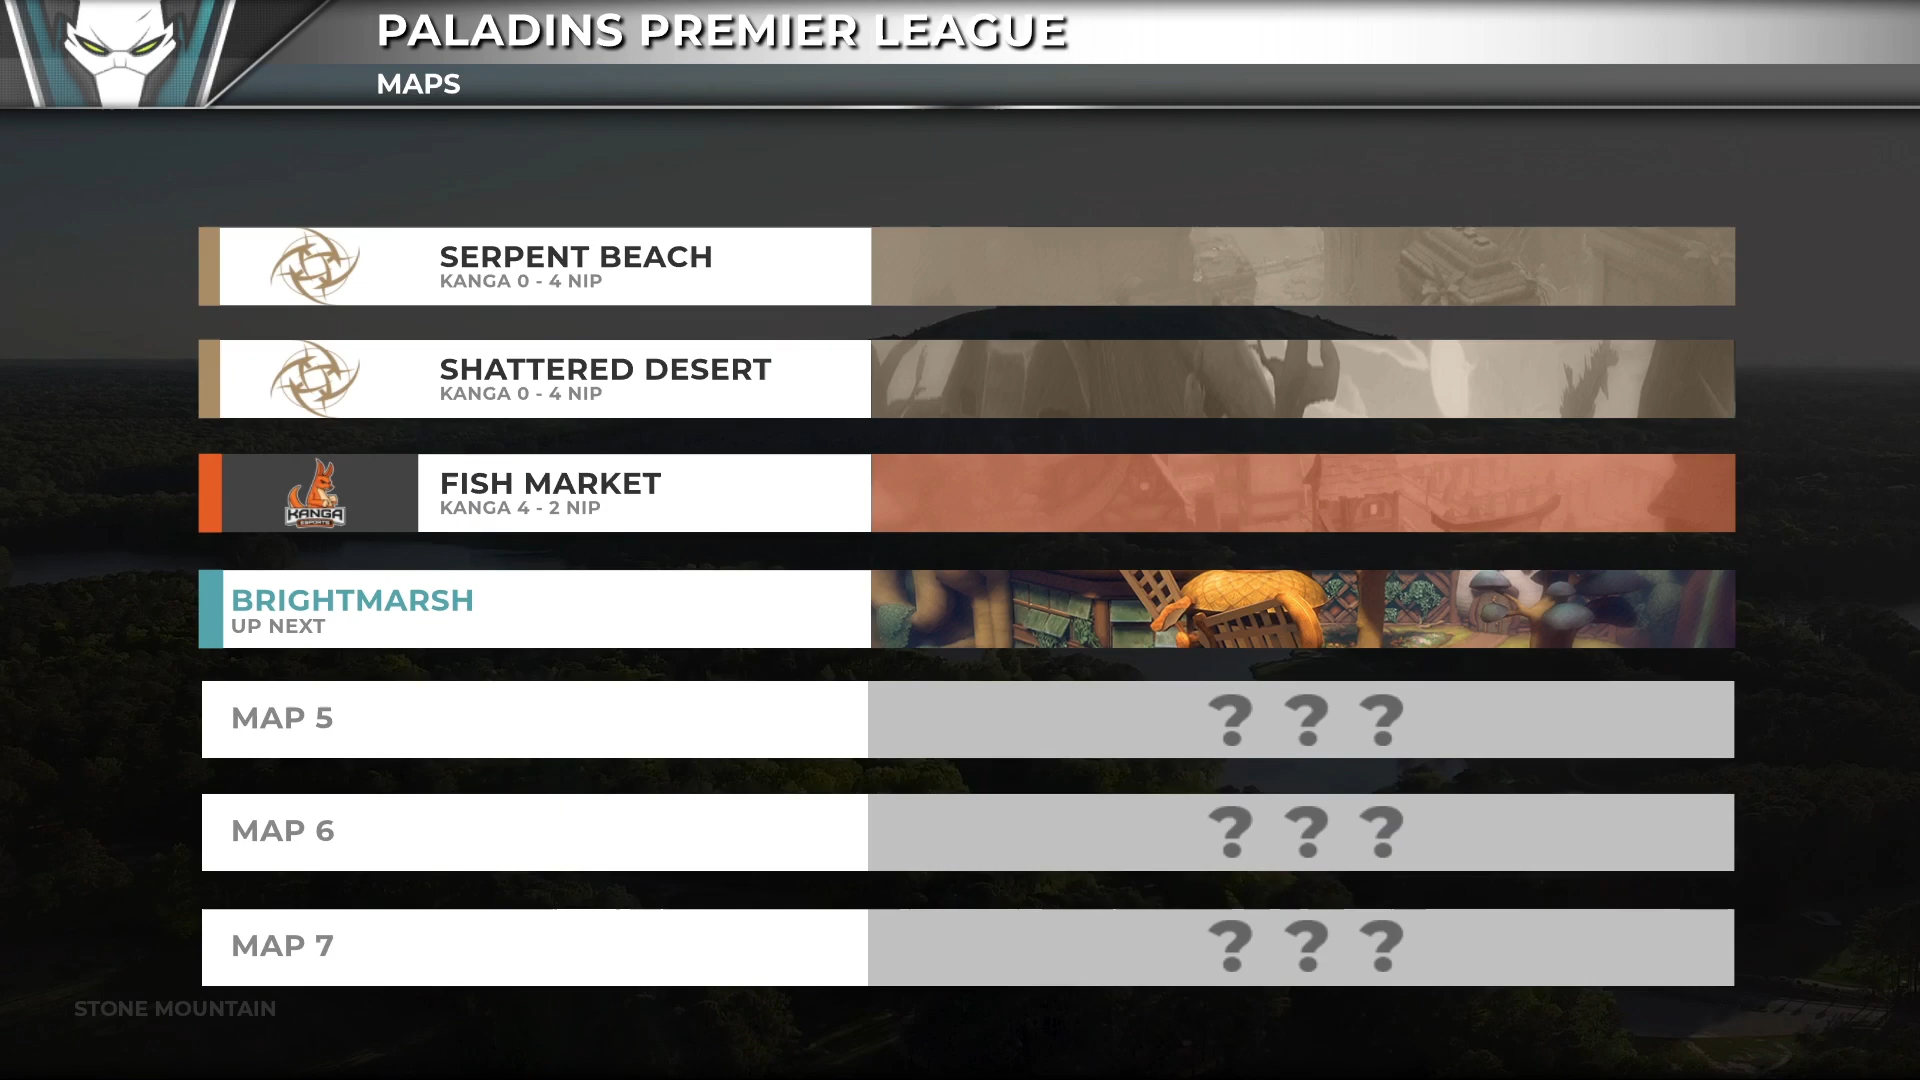 PALADINS PREMIER LEAGUE
MAPS
SERPENT BEACH
KANGA 0 - 4 NIP
SHATTERED DESERT
KANGA 0 - 4 NIP
KANGA
ESPORTS
FISH MARKET
KANGA 4 - 2 NIP
BRIGHTMARSH
UP NEXT
MAP 5
? ? ?
MAP 6
? ? ?
MAP 7
? ? ?
STONE MOUNTAIN